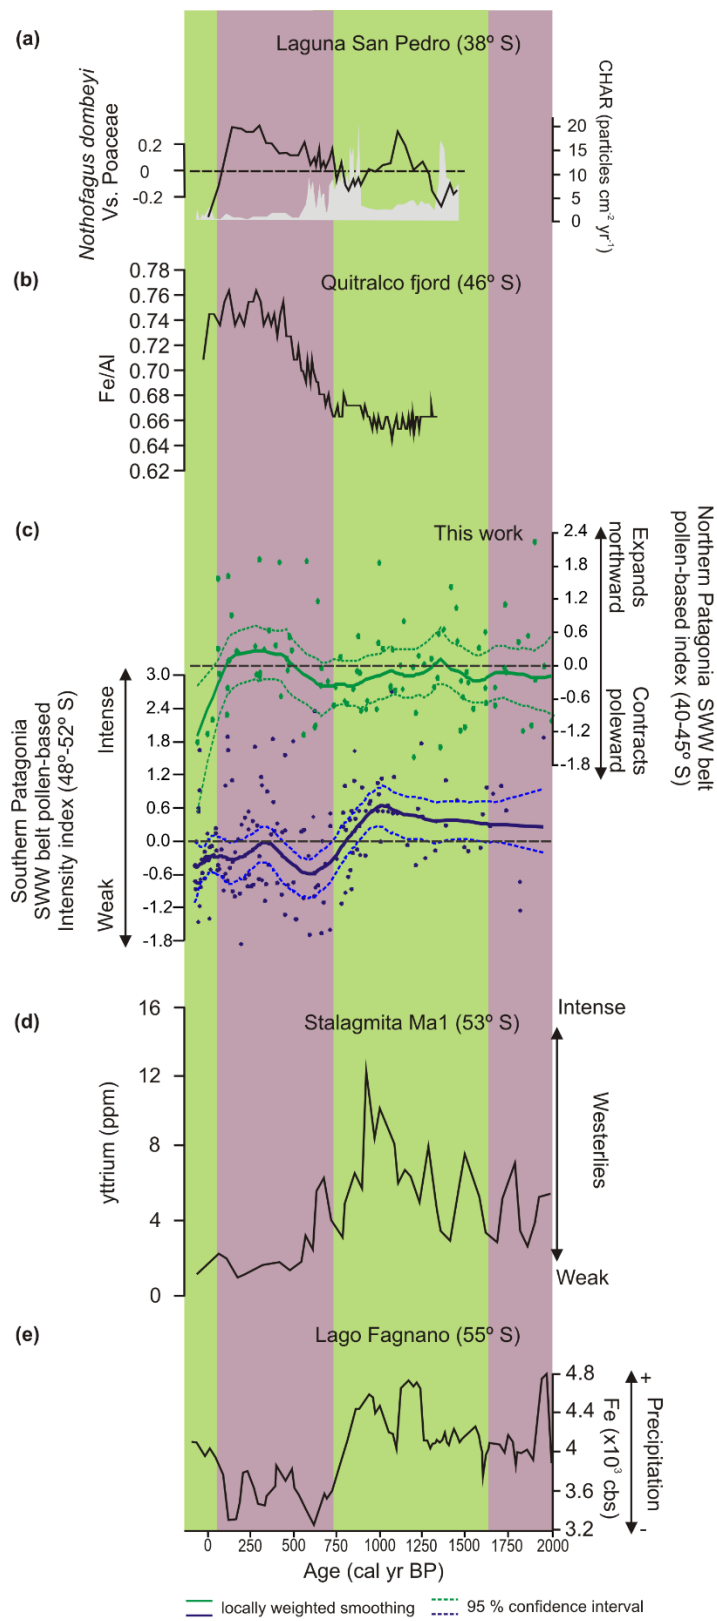 (a)
Laguna San Pedro (38º S)
Nothofagus dombeyi
Vs. Poaceae
0.2
0
-0.2
CHAR (particles cm⁻² yr⁻¹)
20
15
10
5
0
(b)
Quitralco fjord (46º S)
Fe/Al
0.78
0.76
0.74
0.72
0.70
0.68
0.66
0.64
0.62
(c)
This work
Northern Patagonia SWW belt
pollen-based index (40-45º S)
Expands
northward
Contracts
poleward
2.4
1.8
1.2
0.6
0.0
-0.6
-1.2
-1.8
Southern Patagonia
SWW belt pollen-based
Intensity index (48º-52º S)
Intense
Weak
3.0
2.4
1.8
1.2
0.6
0.0
-0.6
-1.2
-1.8
(d)
Stalagmita Ma1 (53º S)
yttrium (ppm)
16
12
8
4
0
Intense
Westerlies
Weak
(e)
Lago Fagnano (55º S)
4.8
4.4
4
3.6
3.2
Fe (x10³ cbs)
+
Precipitation
-
0 250 500 750 1000 1250 1500 1750 2000
Age (cal yr BP)
locally weighted smoothing
95 % confidence interval